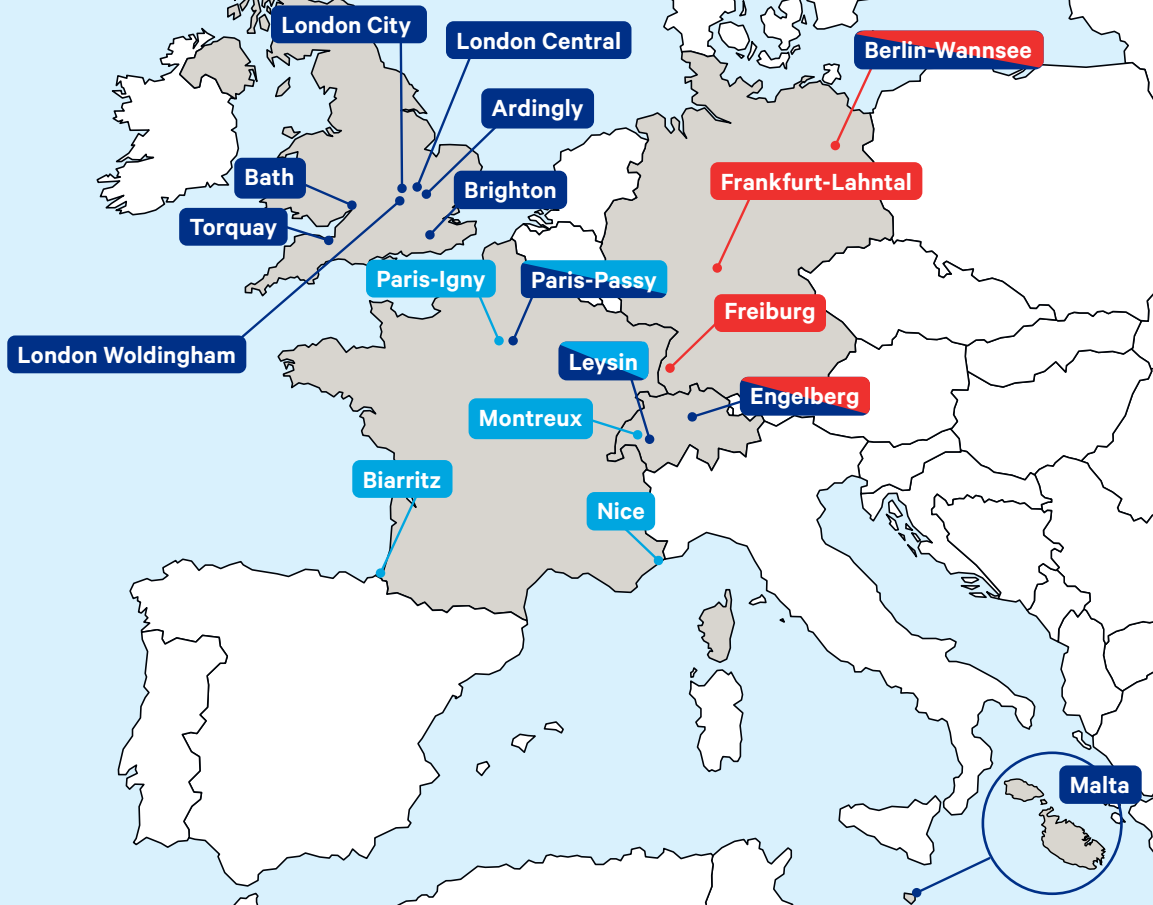 London City
London Central
Berlin-Wannsee
Ardingly
Bath
Brighton
Frankfurt-Lahntal
Torquay
Paris-Igny
Paris-Passy
Freiburg
London Woldingham
Leysin
Engelberg
Montreux
Biarritz
Nice
Malta